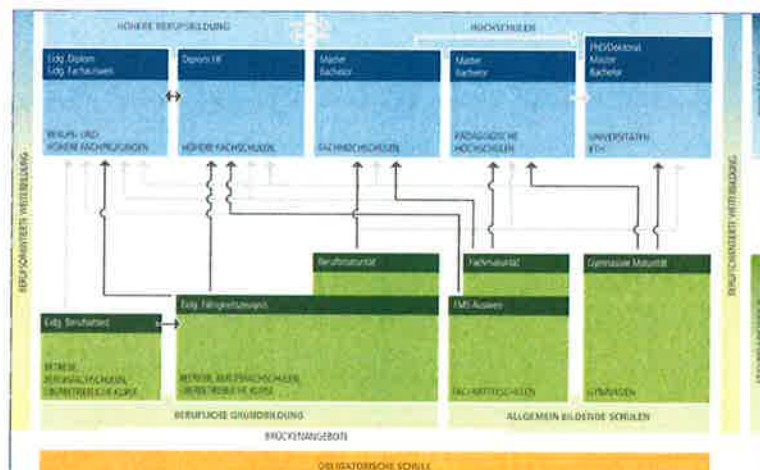 HÖHERE BERUFSBILDUNG
HOCHSCHULEN
Eidg. Diplom
Eidg. Fachausweis
Diplom HF
Master
Bachelor
Master
Bachelor
PhD/Doktorat
Master
Bachelor
BERUFS- UND
HÖHERE FACHPRÜFUNGEN
HÖHERE FACHSCHULEN
FACHHOCHSCHULEN
PÄDAGOGISCHE
HOCHSCHULEN
UNIVERSITÄTEN
ETH
BERUFSORIENTIERTE WEITERBILDUNG
BERUFSORIENTIERTE WEITERBILDUNG
Berufsmaturität
Fachmaturität
Gymnasiale Maturität
Eidg. Fähigkeitszeugnis
FMS-Ausweis
Eidg. Berufsattest
BETRIEBE,
BERUFSFACHSCHULEN,
ÜBERBETRIEBLICHE KURSE
BETRIEBE, BERUFSFACHSCHULEN,
ÜBERBETRIEBLICHE KURSE
FACHMITTELSCHULEN
GYMNASIEN
BERUFLICHE GRUNDBILDUNG
ALLGEMEIN BILDENDE SCHULEN
BRÜCKENANGEBOTE
OBLIGATORISCHE SCHULE